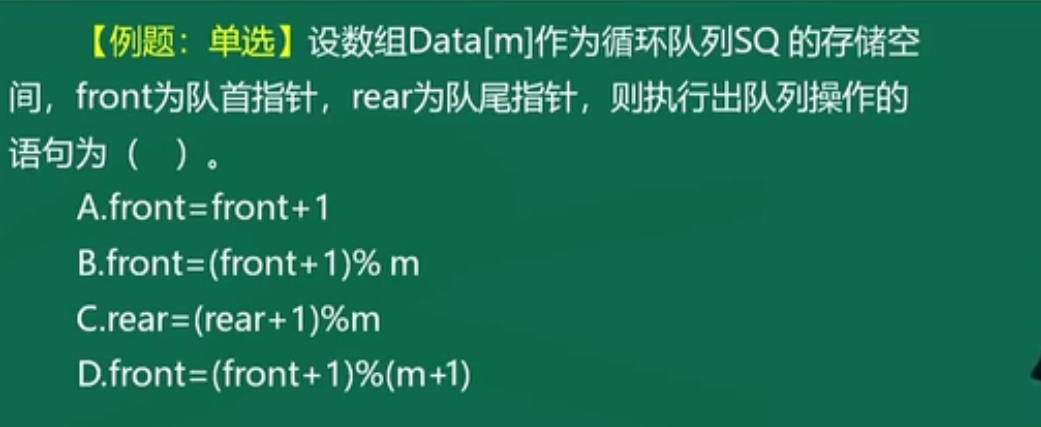 【例题：单选】设数组Data[m]作为循环队列SQ 的存储空
间，front为队首指针，rear为队尾指针，则执行出队列操作的
语句为（　）。
A.front=front+1
B.front=(front+1)% m
C.rear=(rear+1)%m
D.front=(front+1)%(m+1)